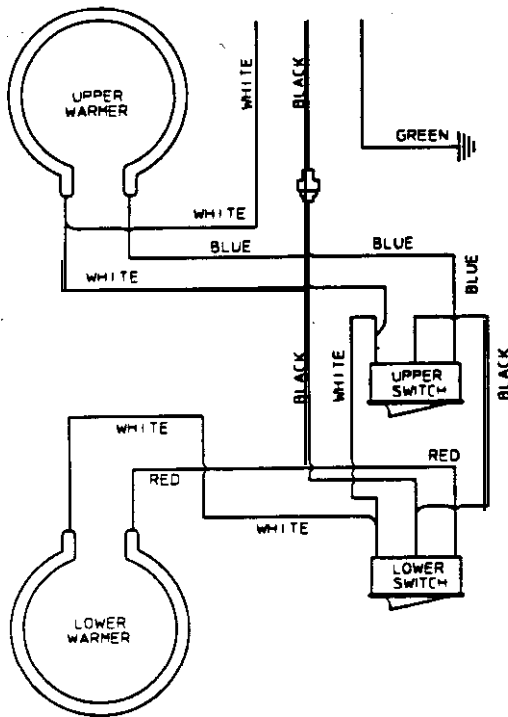 UPPER
WARMER
WHITE
BLACK
GREEN
WHITE
BLUE
BLUE
BLUE
WHITE
BLACK
WHITE
UPPER
SWITCH
BLACK
WHITE
RED
RED
WHITE
LOWER
SWITCH
LOWER
WARMER